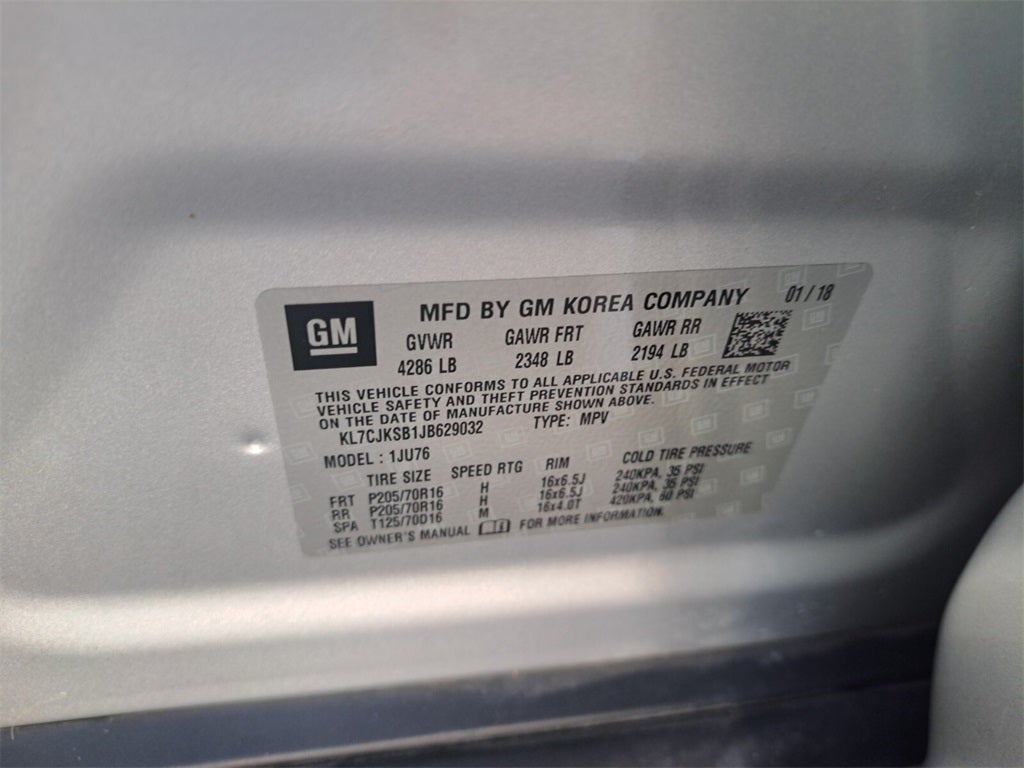 GM
MFD BY GM KOREA COMPANY 01/18
GVWR GAWR FRT GAWR RR
4286 LB 2348 LB 2194 LB
THIS VEHICLE CONFORMS TO ALL APPLICABLE U.S. FEDERAL MOTOR
VEHICLE SAFETY AND THEFT PREVENTION STANDARDS IN EFFECT
ON THE DATE OF MANUFACTURE SHOWN ABOVE.
KL7CJKSB1JB629032 TYPE: MPV
MODEL : 1JU76
TIRE SIZE SPEED RTG RIM COLD TIRE PRESSURE
FRT P205/70R16 H 16x6.5J 240KPA, 35 PSI
RR P205/70R16 H 16x6.5J 240KPA, 35 PSI
SPA T125/70D16 M 16x4.0T 420KPA, 60 PSI
SEE OWNER'S MANUAL FOR MORE INFORMATION.